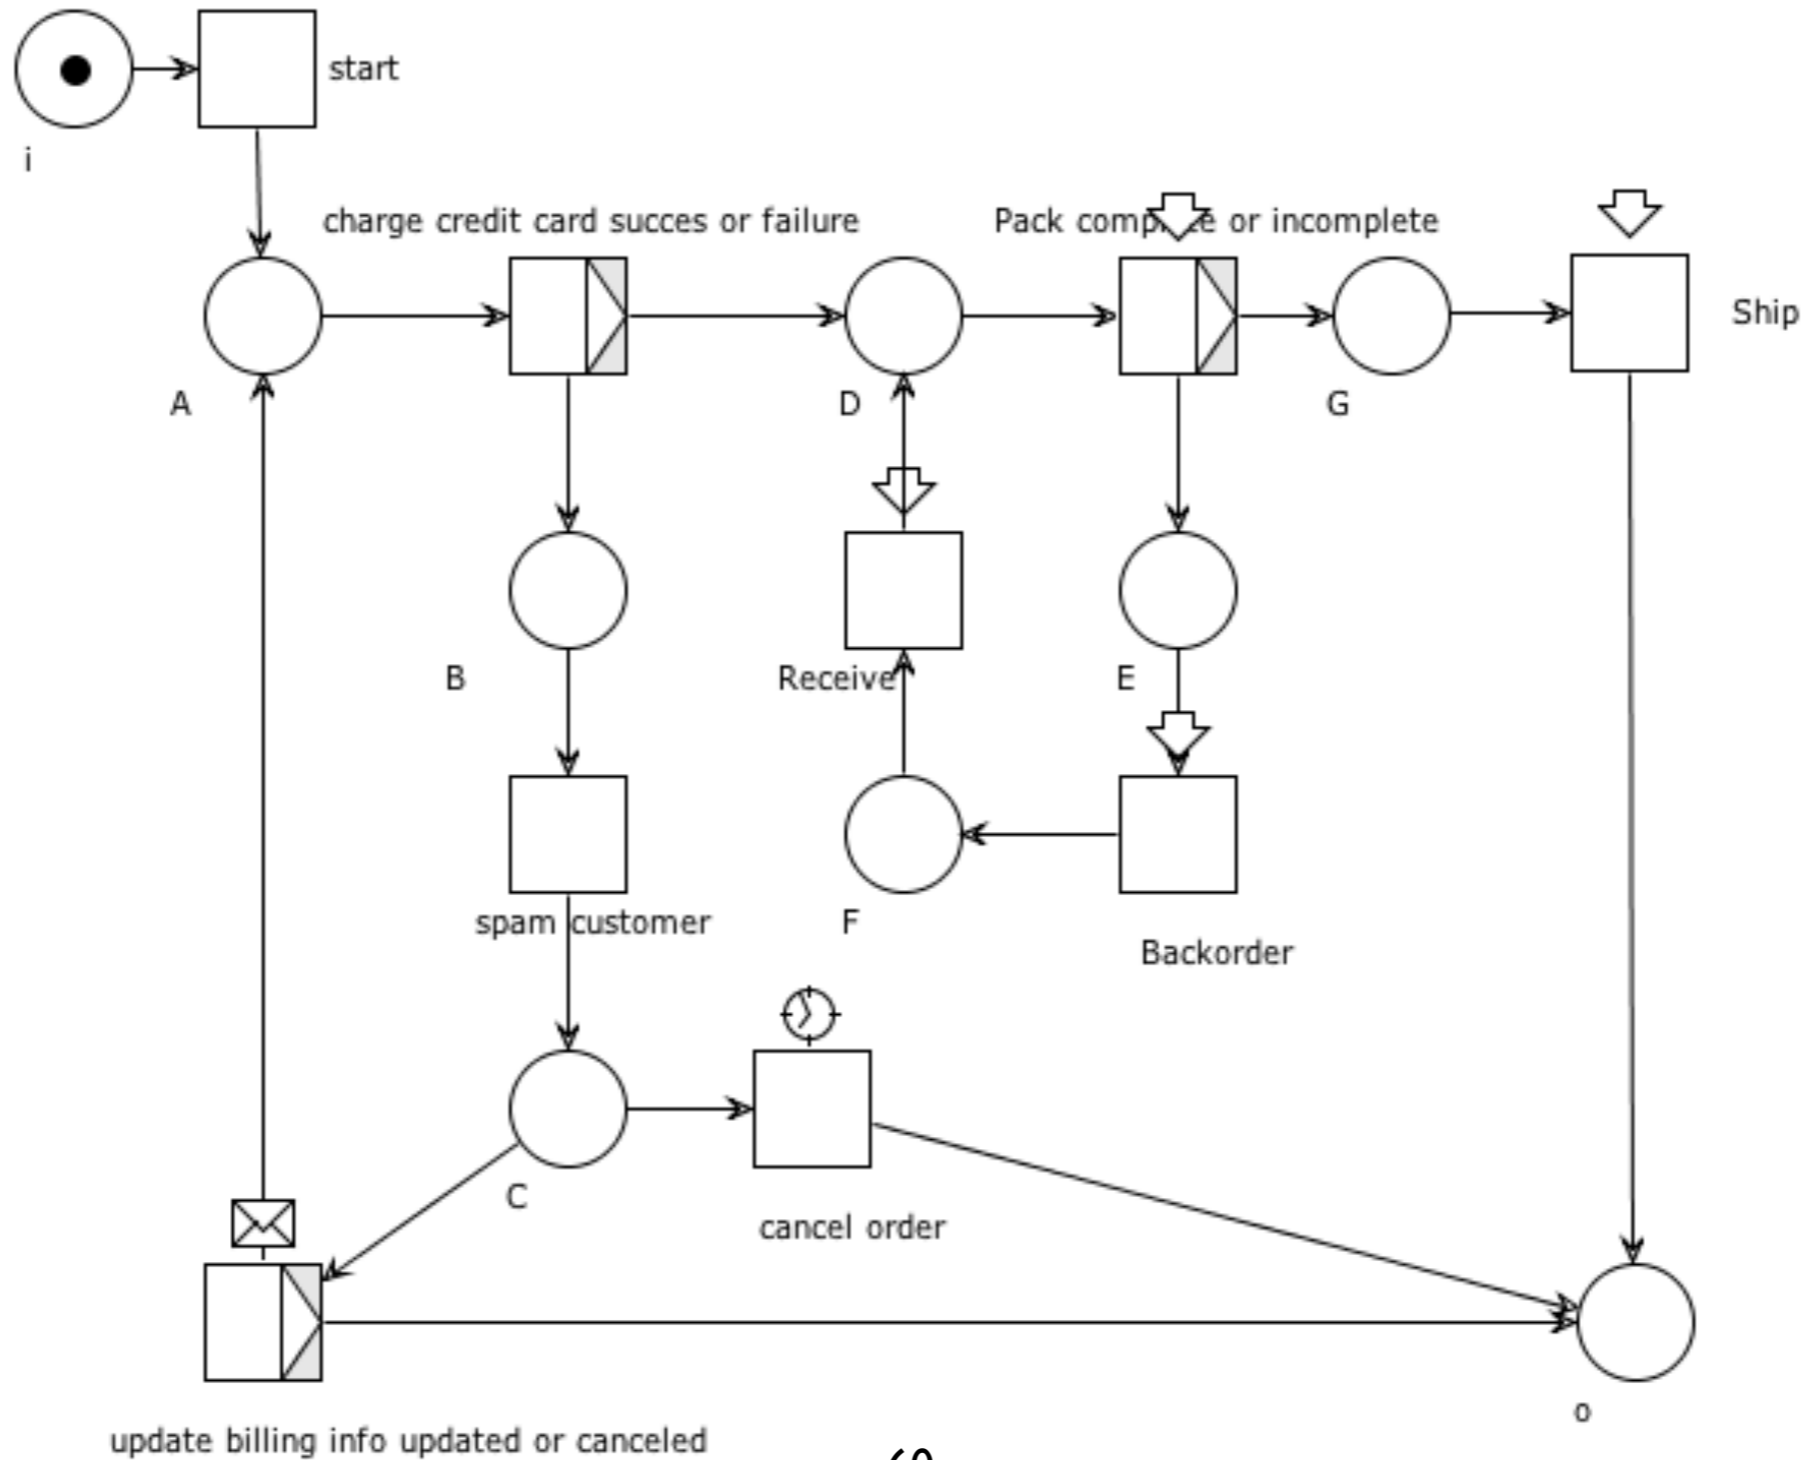 start
i
charge credit card succes or failure
Pack complete or incomplete
A
D
G
Ship
B
Receive
E
spam customer
F
Backorder
C
cancel order
o
update billing info updated or canceled